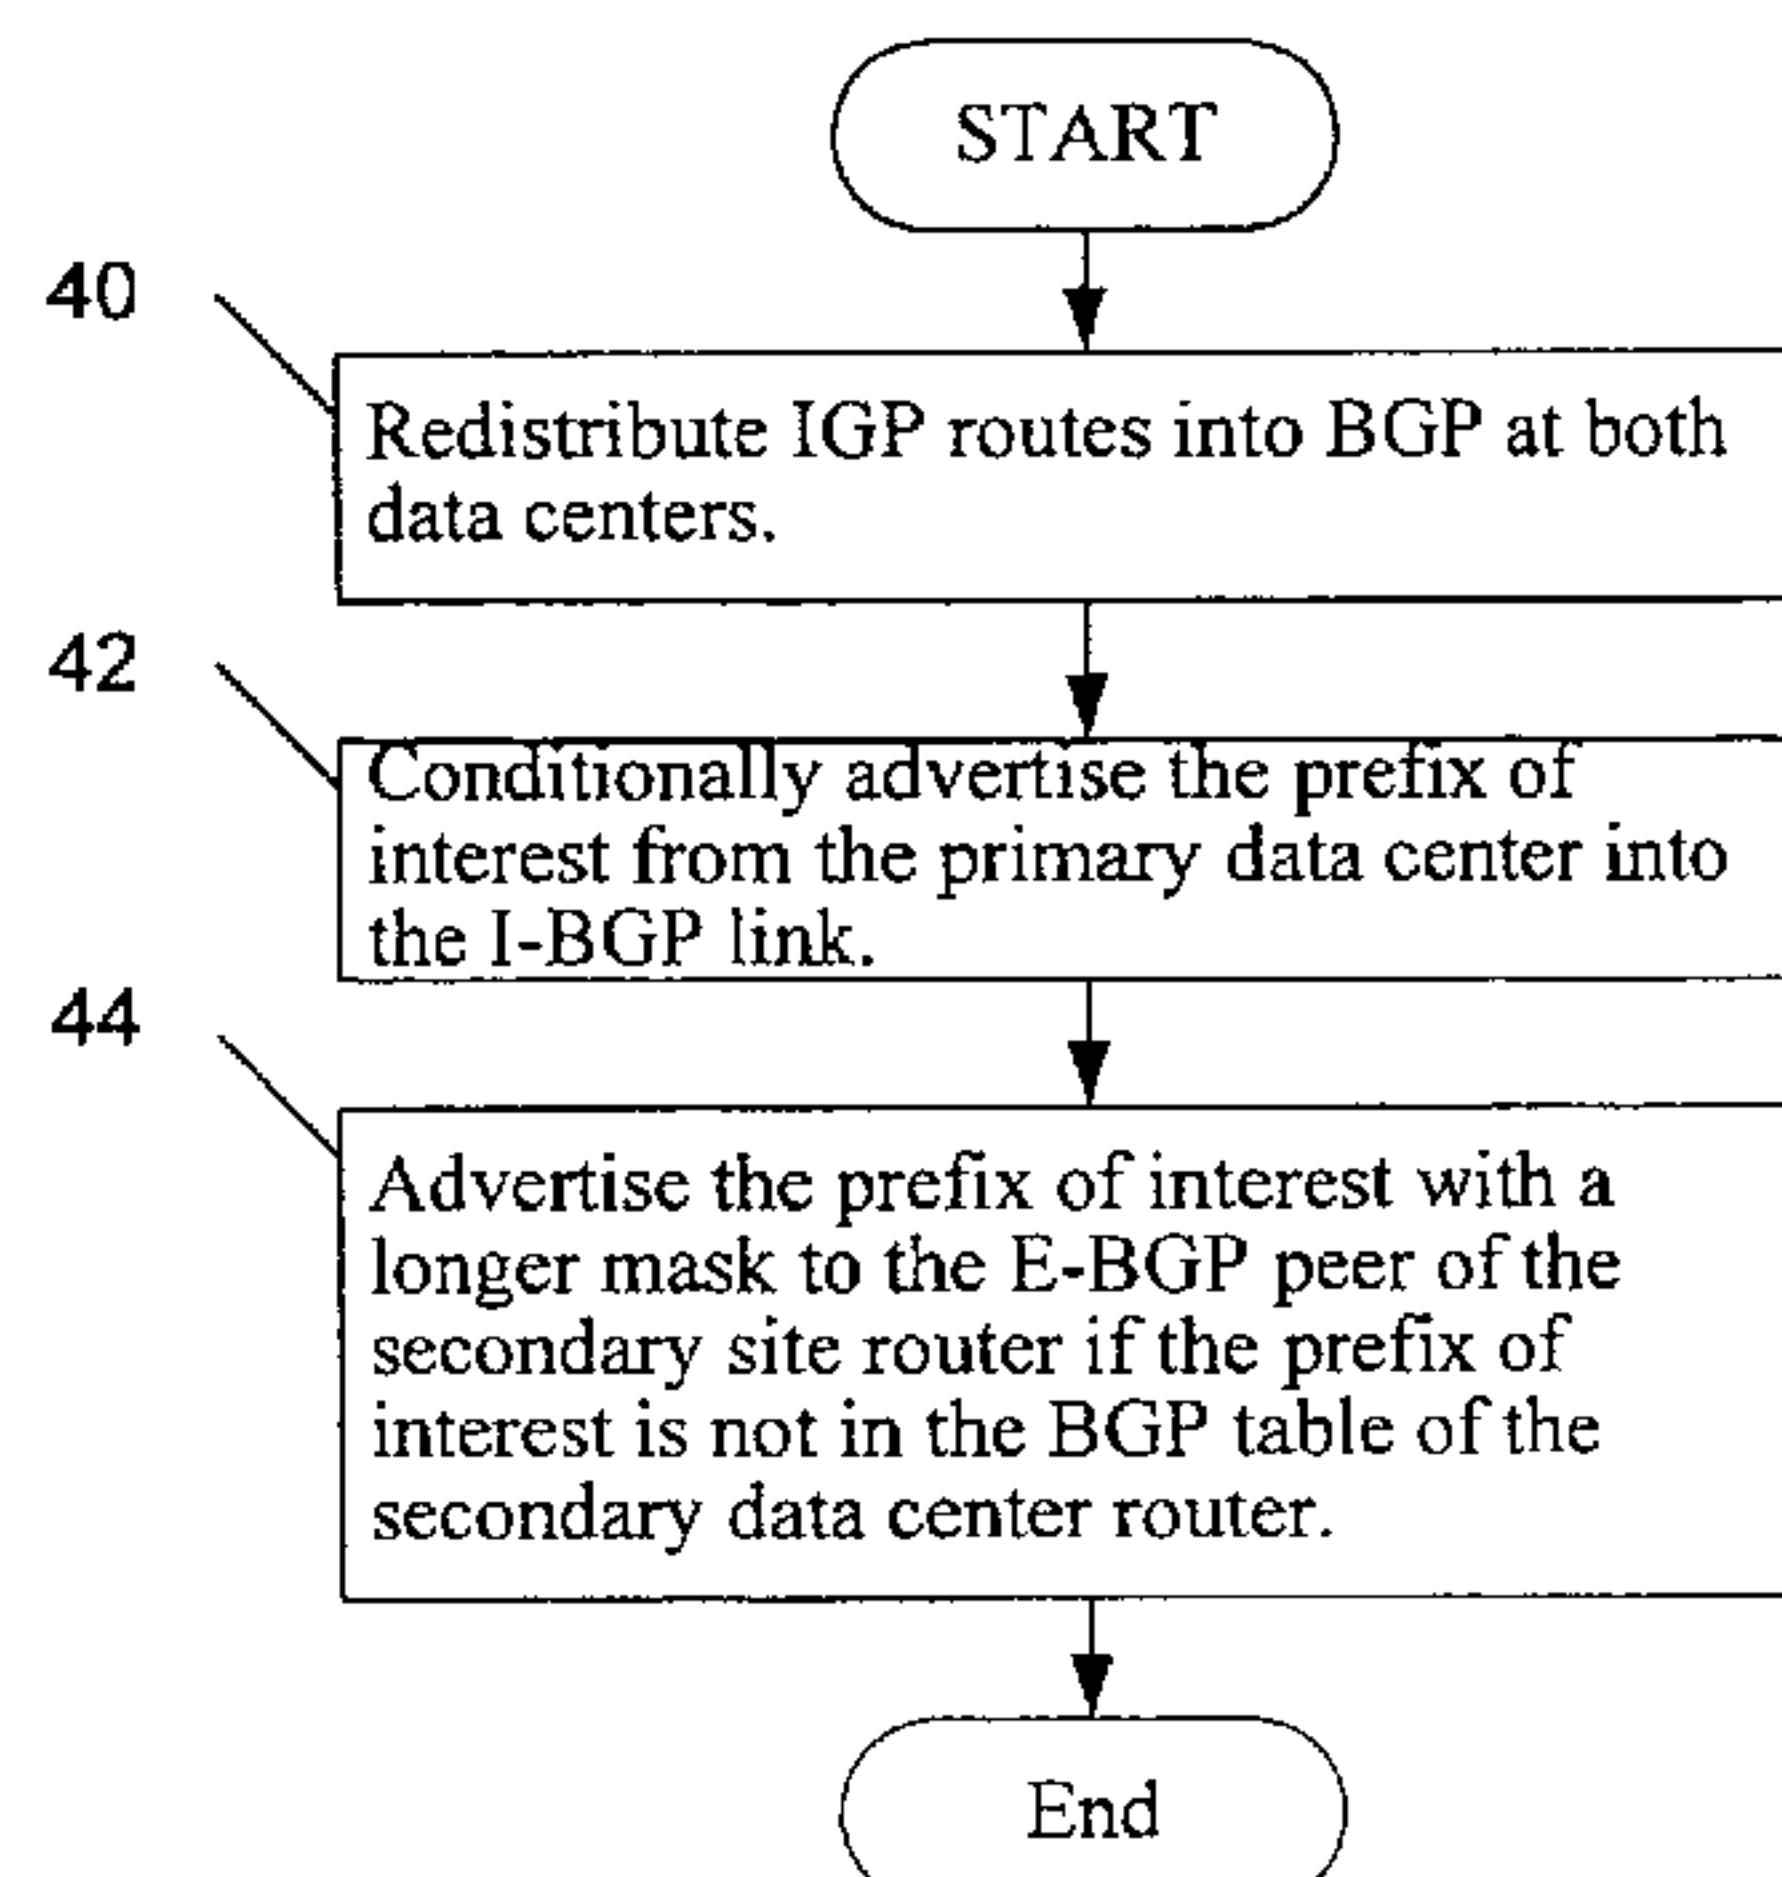 START
40
Redistribute IGP routes into BGP at both
data centers.
42
Conditionally advertise the prefix of
interest from the primary data center into
the I-BGP link.
44
Advertise the prefix of interest with a
longer mask to the E-BGP peer of the
secondary site router if the prefix of
interest is not in the BGP table of the
secondary data center router.
End